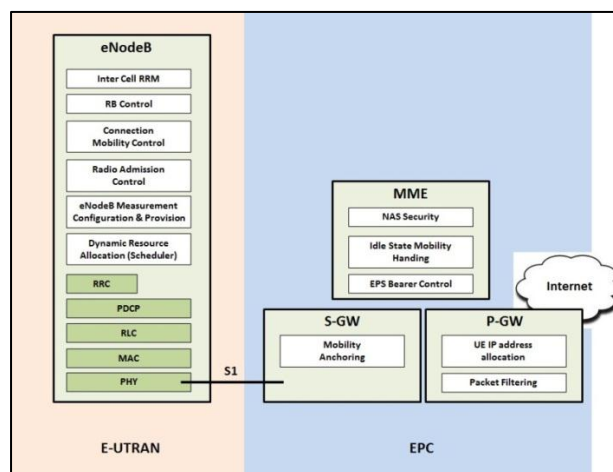 eNodeB
Inter Cell RRM
RB Control
Connection
Mobility Control
Radio Admission
Control
eNodeB Measurement
Configuration & Provision
Dynamic Resource
Allocation (Scheduler)
RRC
PDCP
RLC
MAC
PHY
S1
E-UTRAN
MME
NAS Security
Idle State Mobility
Handing
EPS Bearer Control
S-GW
Mobility
Anchoring
P-GW
UE IP address
allocation
Packet Filtering
Internet
EPC